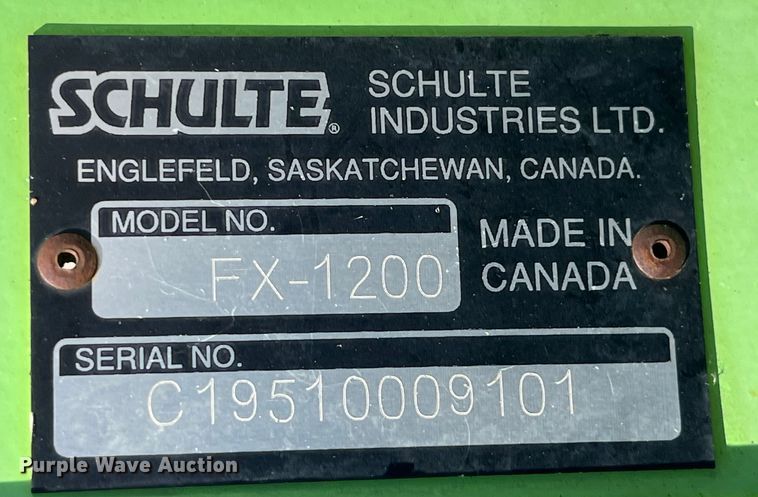 SCHULTE®
SCHULTE
INDUSTRIES LTD.
ENGLEFELD, SASKATCHEWAN, CANADA.
MODEL NO.
FX-1200
MADE IN
CANADA
SERIAL NO.
C19510009101
Purple Wave Auction